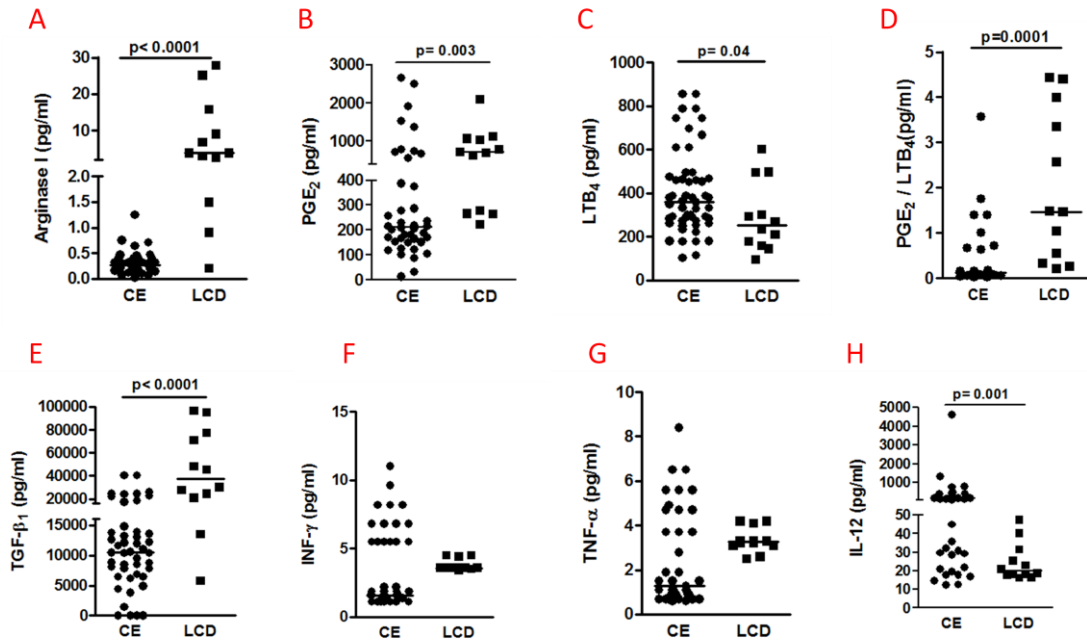 A
p< 0.0001
Arginase I (pg/ml)
30
20
10
2.0
1.5
1.0
0.5
0.0
CE LCD
B
p= 0.003
PGE2 (pg/ml)
3000
2000
1000
400
300
200
100
0
CE LCD
C
p= 0.04
LTB4 (pg/ml)
1000
800
600
400
200
0
CE LCD
D
p=0.0001
PGE2 / LTB4(pg/ml)
5
4
3
2
1
0
CE LCD
E
p< 0.0001
TGF-β1 (pg/ml)
100000
80000
60000
40000
20000
15000
10000
5000
0
CE LCD
F
INF-γ (pg/ml)
15
10
5
0
CE LCD
G
TNF-α (pg/ml)
10
8
6
4
2
0
CE LCD
H
p= 0.001
IL-12 (pg/ml)
5000
4000
3000
2000
1000
50
40
30
20
10
0
CE LCD